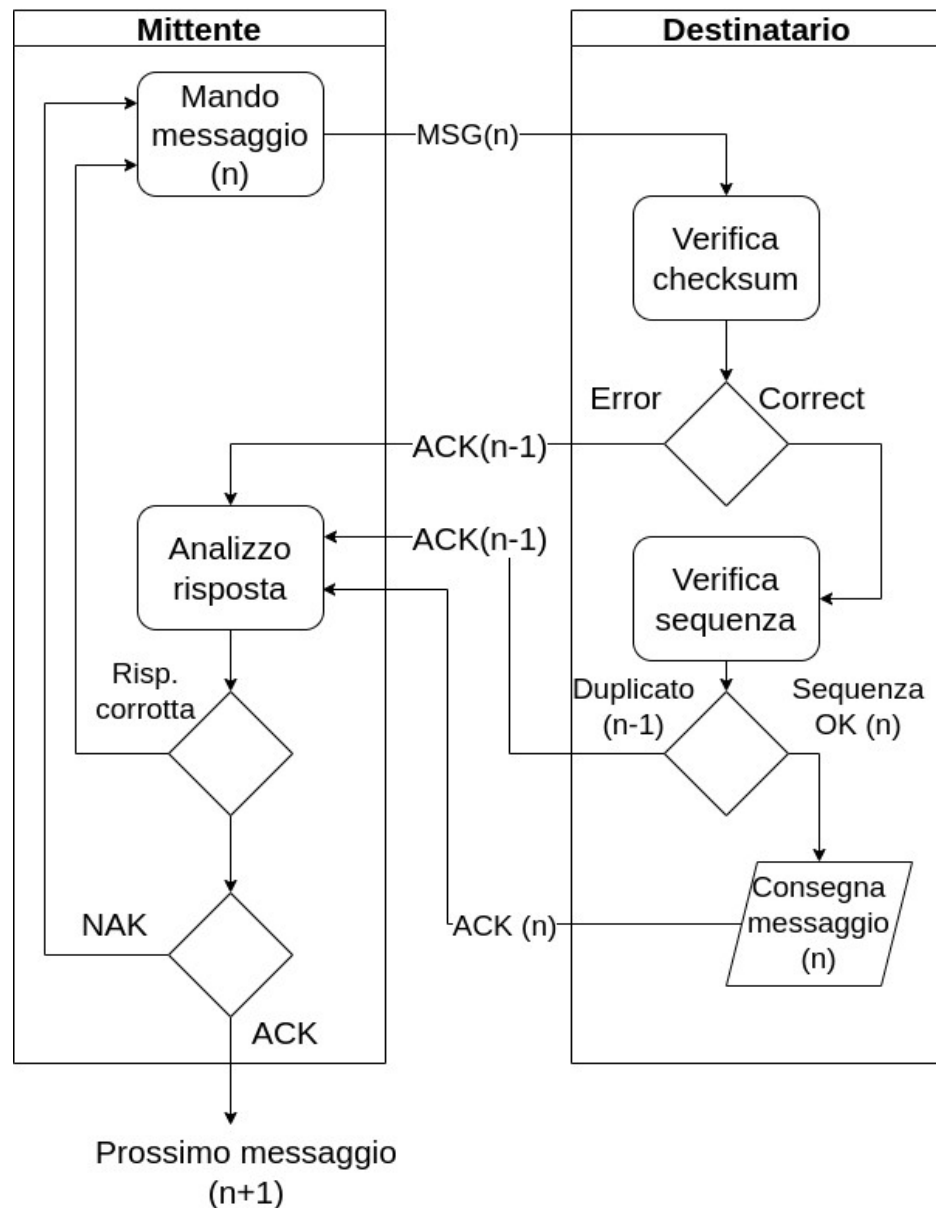 Mittente
Destinatario
Mando
messaggio
(n)
MSG(n)
Verifica
checksum
Error
Correct
ACK(n-1)
Analizzo
risposta
ACK(n-1)
Verifica
sequenza
Risp.
corrotta
Duplicato
(n-1)
Sequenza
OK (n)
NAK
ACK (n)
Consegna
messaggio
(n)
ACK
Prossimo messaggio
(n+1)